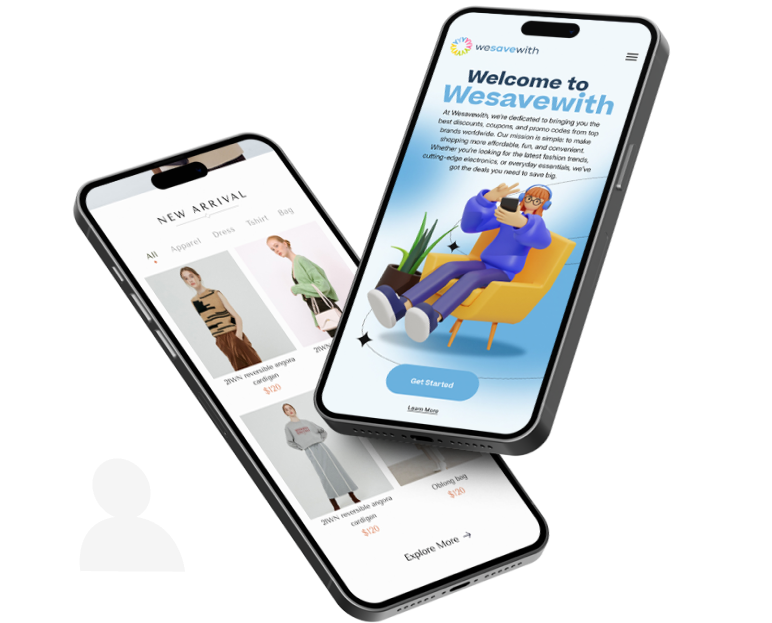 wesavewith
Welcome to
Wesavewith
At Wesavewith, we're dedicated to bringing you the
best discounts, coupons, and promo codes from top
brands worldwide. Our mission is simple: to make
shopping more affordable, fun, and convenient.
Whether you're looking for the latest fashion trends,
cutting-edge electronics, or everyday essentials, we've
got the deals you need to save big.
Get Started
Learn More
NEW ARRIVAL
All Apparel Dress Tshirt Bag
21WN reversible angora
cardigan
$120
21WN
21WN reversible angora
cardigan
$120
Oblong bag
$120
Explore More →